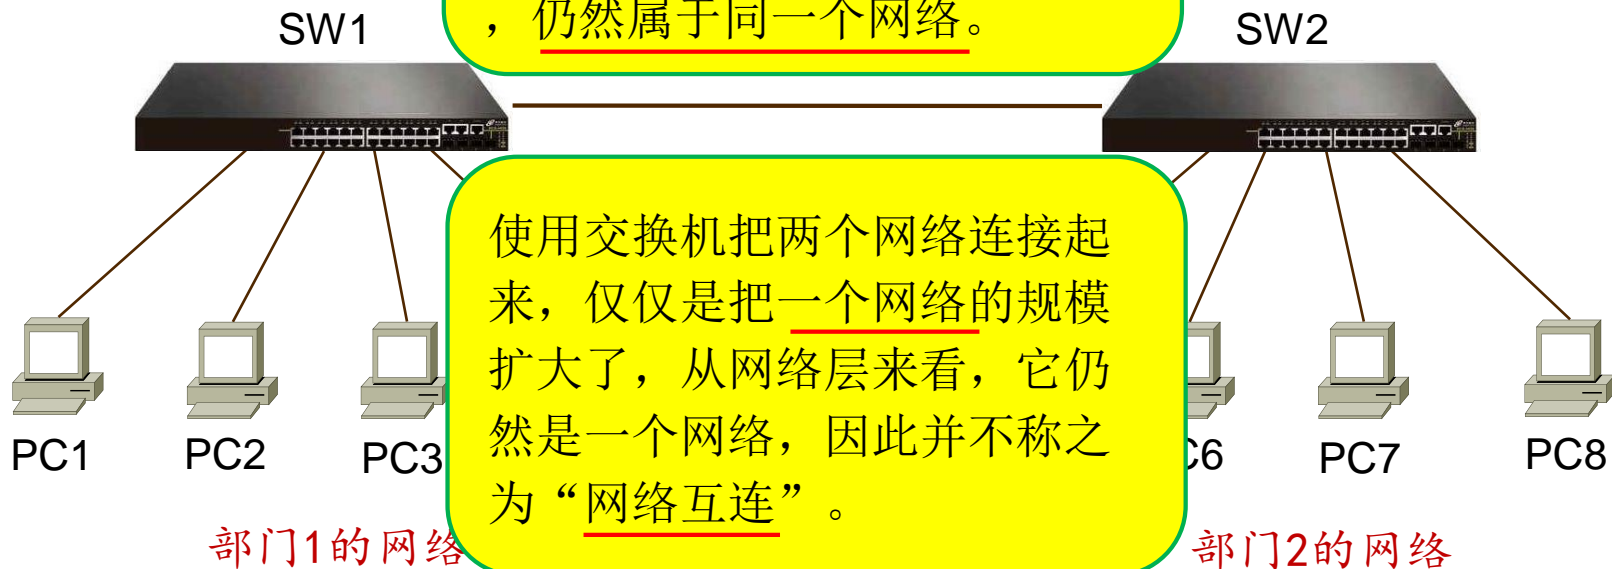 SW1
，仍然属于同一个网络。
SW2
使用交换机把两个网络连接起
来，仅仅是把一个网络的规模
扩大了，从网络层来看，它仍
然是一个网络，因此并不称之
为“网络互连”。
PC1
PC2
PC3
6
PC7
PC8
部门1的网络
部门2的网络